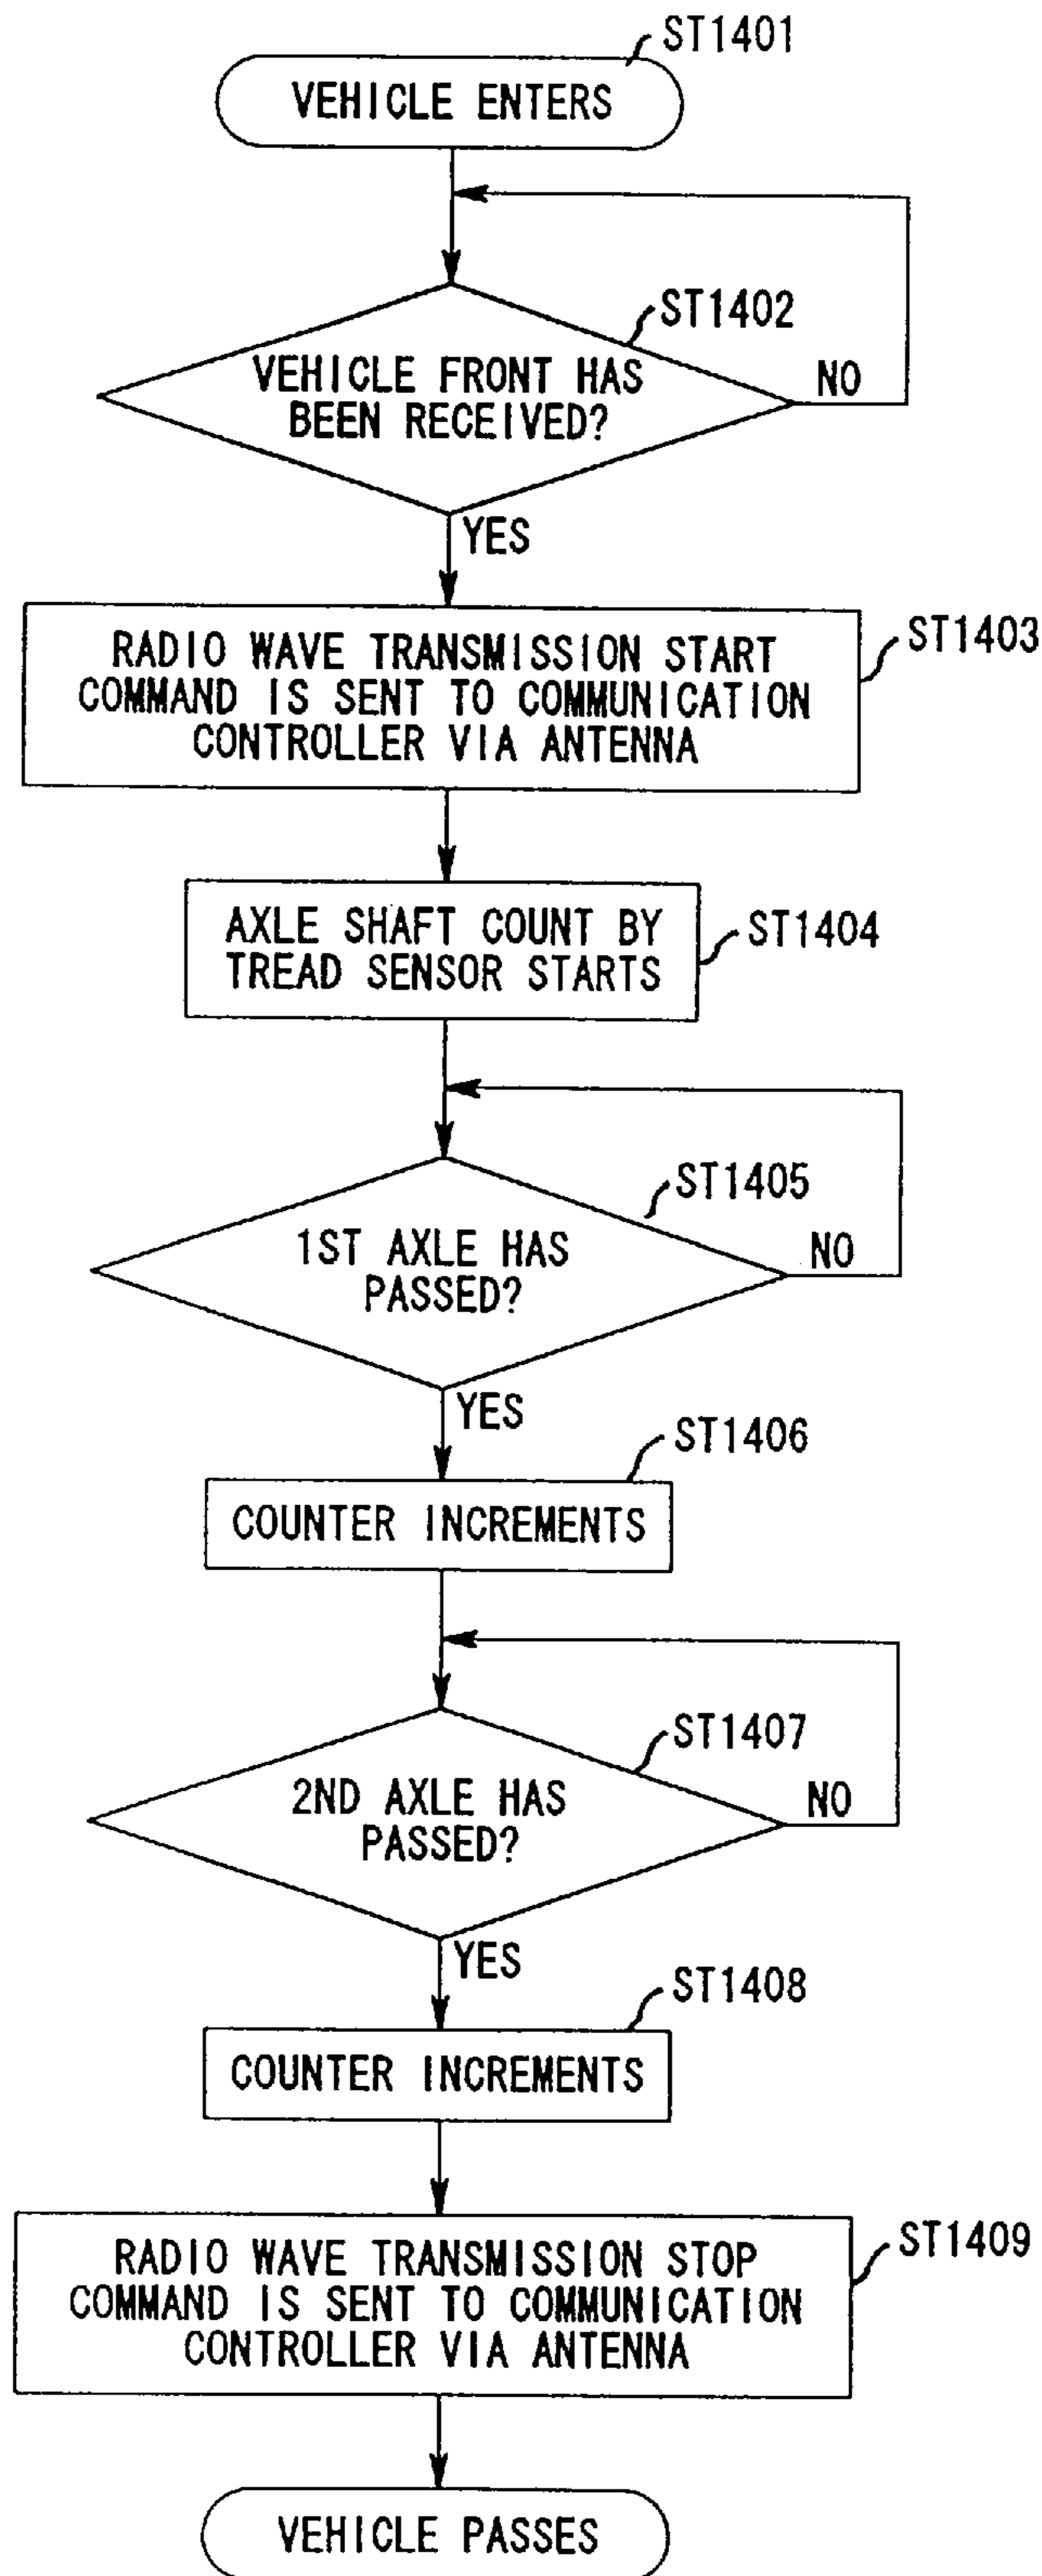 ST1401
VEHICLE ENTERS
ST1402
VEHICLE FRONT HAS
BEEN RECEIVED?
NO
YES
ST1403
RADIO WAVE TRANSMISSION START
COMMAND IS SENT TO COMMUNICATION
CONTROLLER VIA ANTENNA
ST1404
AXLE SHAFT COUNT BY
TREAD SENSOR STARTS
ST1405
1ST AXLE HAS
PASSED?
NO
YES
ST1406
COUNTER INCREMENTS
ST1407
2ND AXLE HAS
PASSED?
NO
YES
ST1408
COUNTER INCREMENTS
ST1409
RADIO WAVE TRANSMISSION STOP
COMMAND IS SENT TO COMMUNICATION
CONTROLLER VIA ANTENNA
VEHICLE PASSES